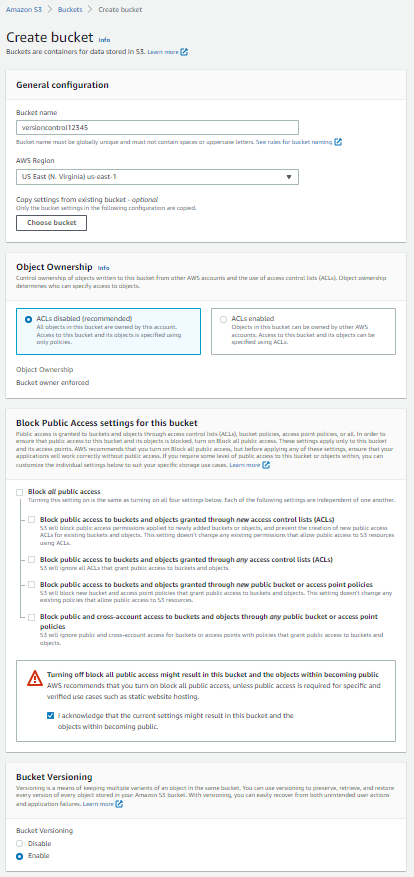 Amazon S3 > Buckets > Create bucket
Create bucket Info
Buckets are containers for data stored in S3. Learn more
General configuration
Bucket name
versioncontrol12345
Bucket name must be globally unique and must not contain spaces or uppercase letters. See rules for bucket naming
AWS Region
US East (N. Virginia) us-east-1
Copy settings from existing bucket - optional
Only the bucket settings in the following configuration are copied.
Choose bucket
Object Ownership Info
Control ownership of objects written to this bucket from other AWS accounts and the use of access control lists (ACLs). Object ownership
determines who can specify access to objects.
ACLs disabled (recommended)
All objects in this bucket are owned by this account.
Access to this bucket and its objects is specified using
only policies.
ACLs enabled
Objects in this bucket can be owned by other AWS
accounts. Access to this bucket and its objects can be
specified using ACLs.
Object Ownership
Bucket owner enforced
Block Public Access settings for this bucket
Public access is granted to buckets and objects through access control lists (ACLs), bucket policies, access point policies, or all. In order to
ensure that public access to this bucket and its objects is blocked, turn on Block all public access. These settings apply only to this bucket and
its access points. AWS recommends that you turn on Block all public access, but before applying any of these settings, ensure that your
applications will work correctly without public access. If you require some level of public access to this bucket or objects within, you can
customize the individual settings below to suit your specific storage use cases. Learn more
Block all public access
Turning this setting on is the same as turning on all four settings below. Each of the following settings are independent of one another.
Block public access to buckets and objects granted through new access control lists (ACLs)
S3 will block public access permissions applied to newly added buckets or objects, and prevent the creation of new public access
ACLs for existing buckets and objects. This setting doesn't change any existing permissions that allow public access to S3 resources
using ACLs.
Block public access to buckets and objects granted through any access control lists (ACLs)
S3 will ignore all ACLs that grant public access to buckets and objects.
Block public access to buckets and objects granted through new public bucket or access point policies
S3 will block new bucket and access point policies that grant public access to buckets and objects. This setting doesn't change any
existing policies that allow public access to S3 resources.
Block public and cross-account access to buckets and objects through any public bucket or access point
policies
S3 will ignore public and cross-account access for buckets or access points with policies that grant public access to buckets and
objects.
Turning off block all public access might result in this bucket and the objects within becoming public
AWS recommends that you turn on block all public access, unless public access is required for specific and
verified use cases such as static website hosting.
I acknowledge that the current settings might result in this bucket and the
objects within becoming public.
Bucket Versioning
Versioning is a means of keeping multiple variants of an object in the same bucket. You can use versioning to preserve, retrieve, and restore
every version of every object stored in your Amazon S3 bucket. With versioning, you can easily recover from both unintended user actions
and application failures. Learn more
Bucket Versioning
Disable
Enable